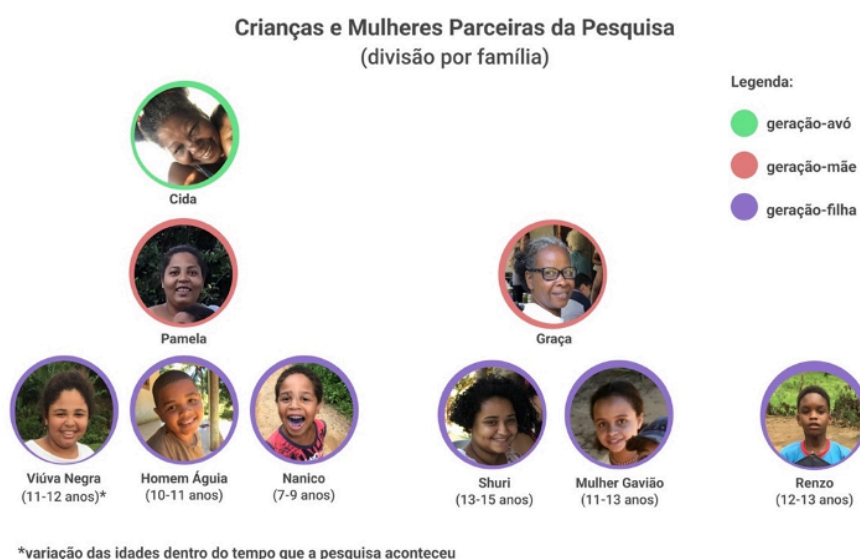 Crianças e Mulheres Parceiras da Pesquisa
(divisão por família)
Legenda:
geração-avó
geração-mãe
geração-filha
Cida
Pamela
Graça
Viúva Negra
(11-12 anos)*
Homem Águia
(10-11 anos)
Nanico
(7-9 anos)
Shuri
(13-15 anos)
Mulher Gavião
(11-13 anos)
Renzo
(12-13 anos)
*variação das idades dentro do tempo que a pesquisa aconteceu